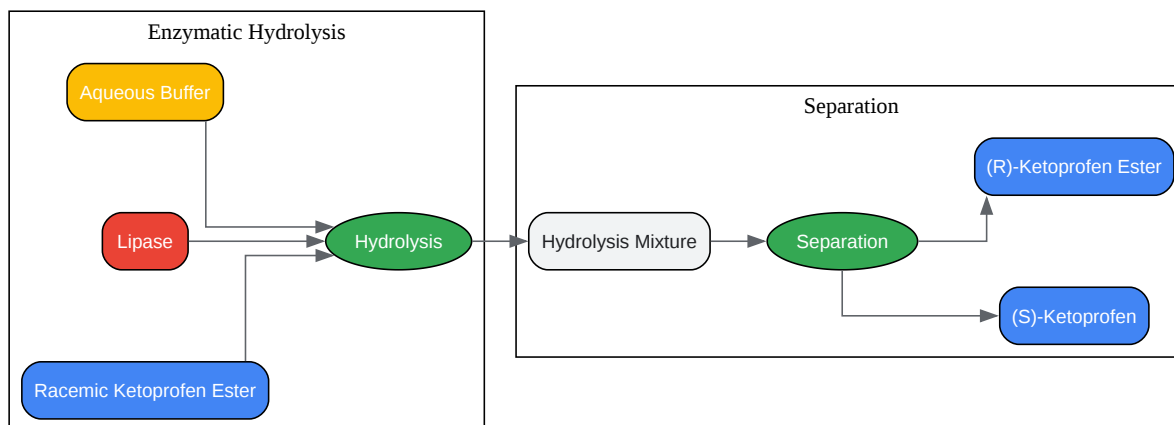 Enzymatic Hydrolysis
Aqueous Buffer
Lipase
Racemic Ketoprofen Ester
Hydrolysis
Separation
Hydrolysis Mixture
Separation
(R)-Ketoprofen Ester
(S)-Ketoprofen